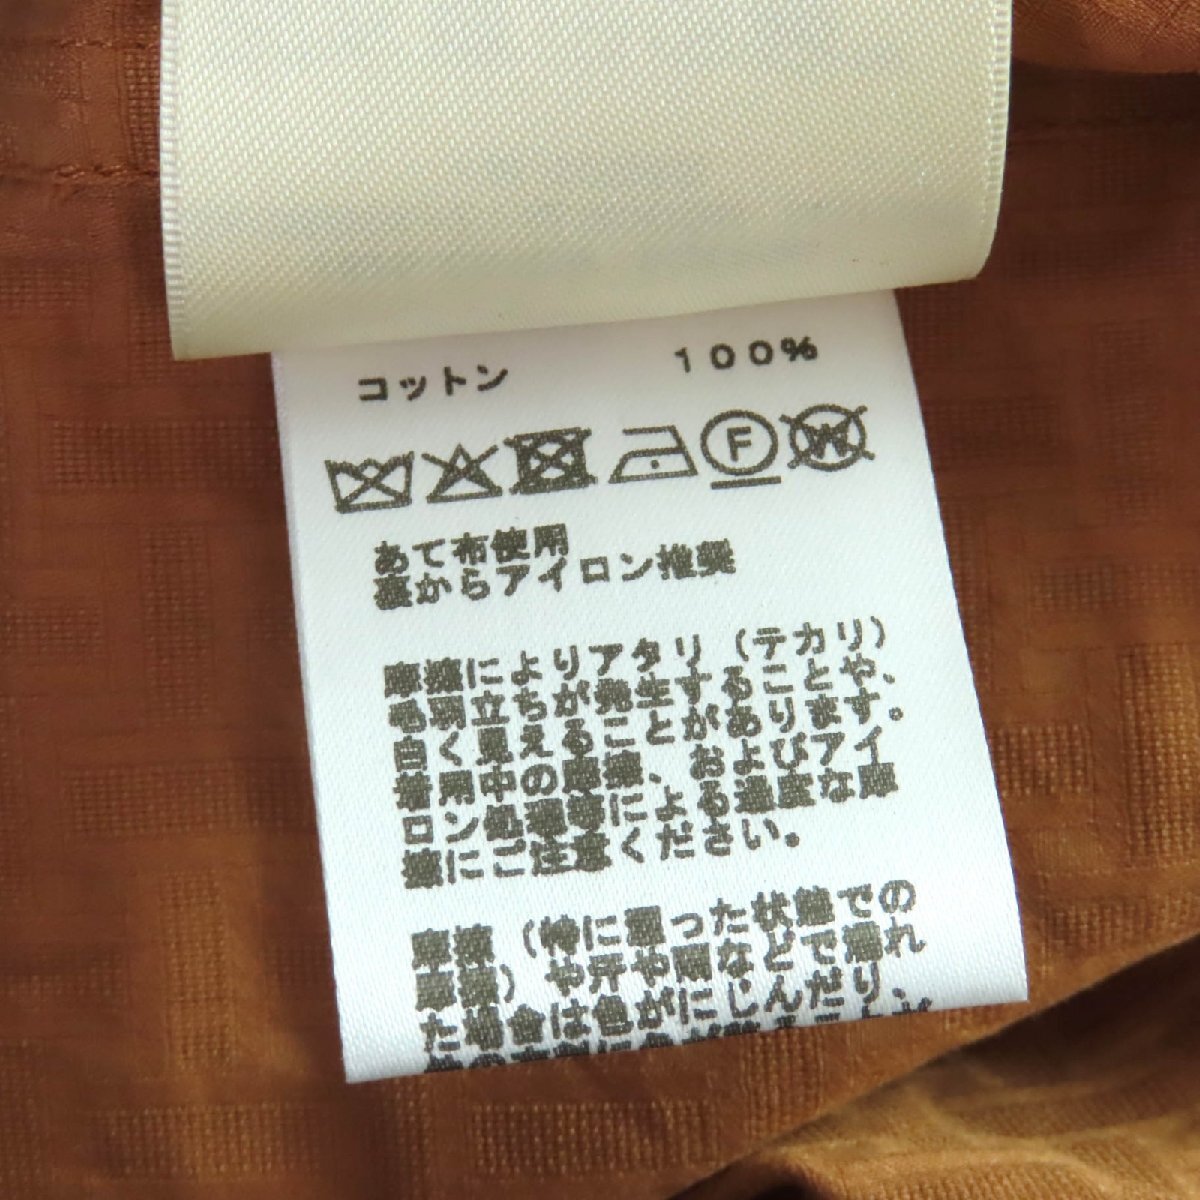 コットン 100%
F W
あて布使用
裏からアイロン推奨
摩擦によりアタリ(テカリ)
毛羽立ちが発生することや、
白く見えることがあります。
着用中の摩擦、およびアイ
ロン処理等による過度な摩
擦にご注意ください。
摩擦(特に湿った状態での
摩擦)や汗や雨などで濡れ
た場合は色がにじんだり、